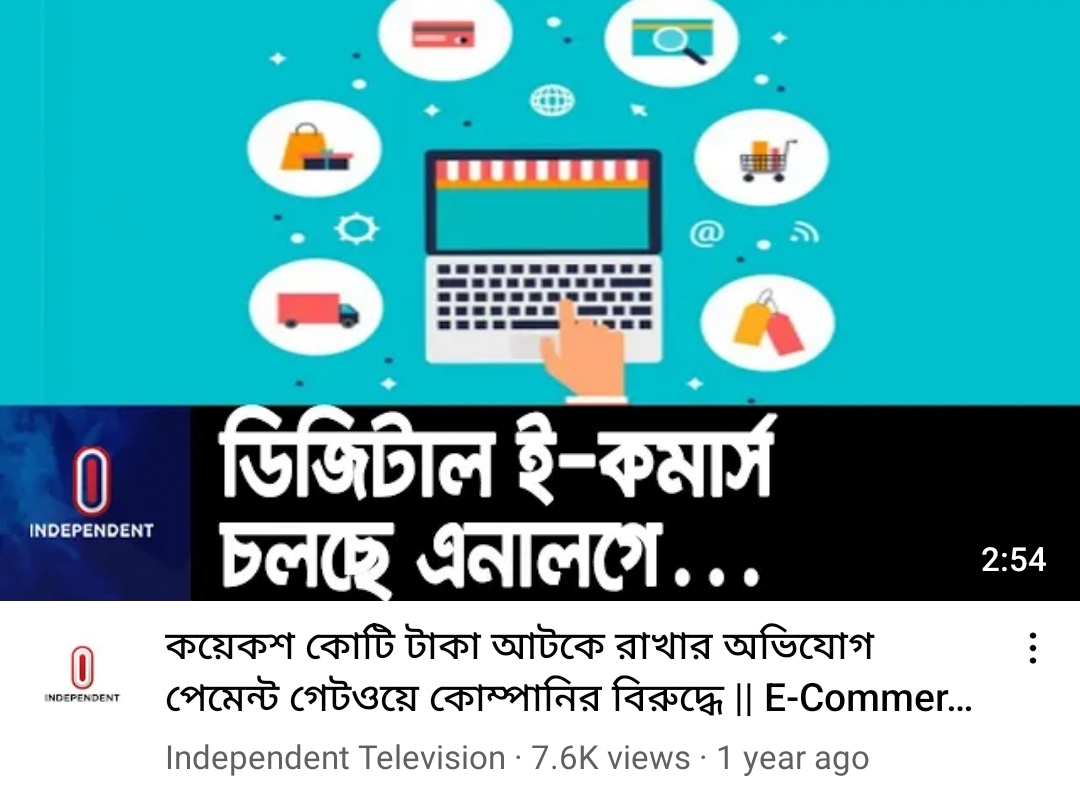 @
ডিজিটাল ই-কমার্স
চলছে এনালগে...
INDEPENDENT
2:54
কয়েকশ কোটি টাকা আটকে রাখার অভিযোগ
INDEPENDENT
পেমেন্ট গেটওয়ে কোম্পানির বিরুদ্ধে || E-Commer...
Independent Television · 7.6K views · 1 year ago